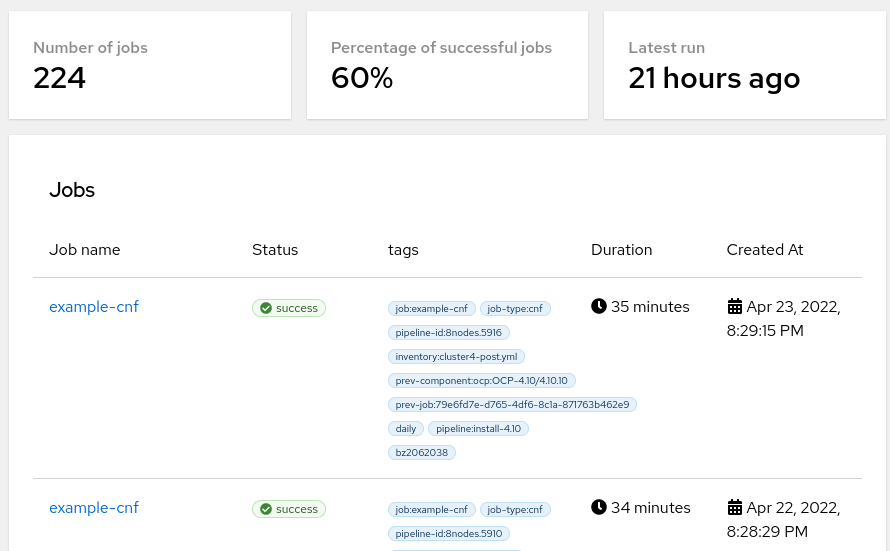 Number of jobs
224
Percentage of successful jobs
60%
Latest run
21 hours ago
Jobs
Job name Status tags Duration Created At
example-cnf success job:example-cnf job-type:cnf 35 minutes Apr 23, 2022,
pipeline-id:8nodes.5916 8:29:15 PM
inventory:cluster4-post.yml
prev-component:ocp:OCP-4.10/4.10.10
prev-job:79e6fd7e-d765-4df6-8c1a-871763b462e9
daily pipeline:install-4.10
bz2062038
example-cnf success job:example-cnf job-type:cnf 34 minutes Apr 22, 2022,
pipeline-id:8nodes.5910 8:28:29 PM